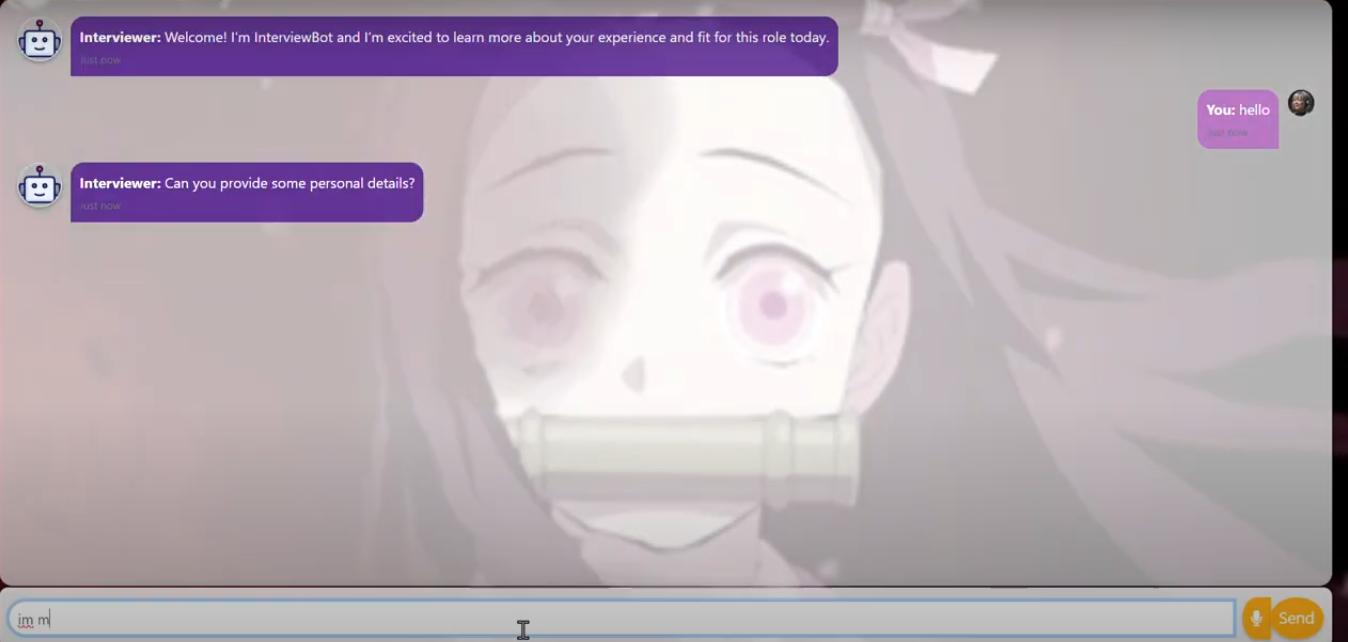 Interviewer: Welcome! I'm InterviewBot and I'm excited to learn more about your experience and fit for this role today.
Just now
You: hello
Just now
Interviewer: Can you provide some personal details?
Just now
im m
Send